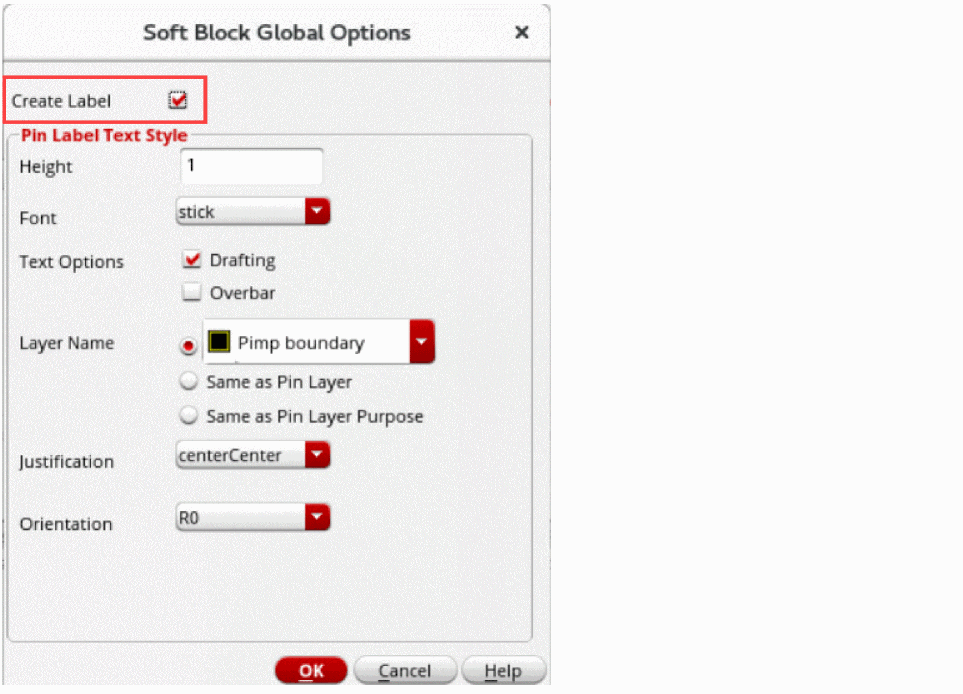 Soft Block Global Options
Create Label
Pin Label Text Style
Height 1
Font stick
Text Options Drafting
Overbar
Layer Name Pimp boundary
Same as Pin Layer
Same as Pin Layer Purpose
Justification centerCenter
Orientation R0
OK Cancel Help